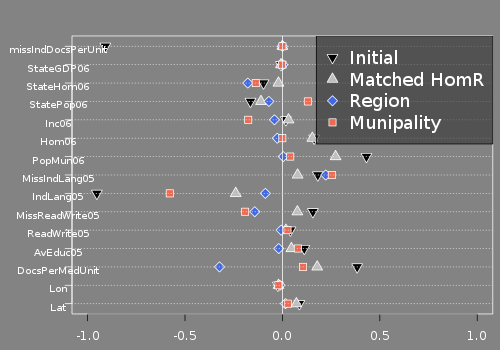 missIndDocsPerUnit
StateGDP06
StateHom06
StatePop06
Inc06
Hom06
PopMun06
MissIndLang05
IndLang05
MissReadWrite05
ReadWrite05
AvEduc05
DocsPerMedUnit
Lon
Lat
Initial
Matched HomR
Region
Munipality
-1.0 -0.5 0.0 0.5 1.0